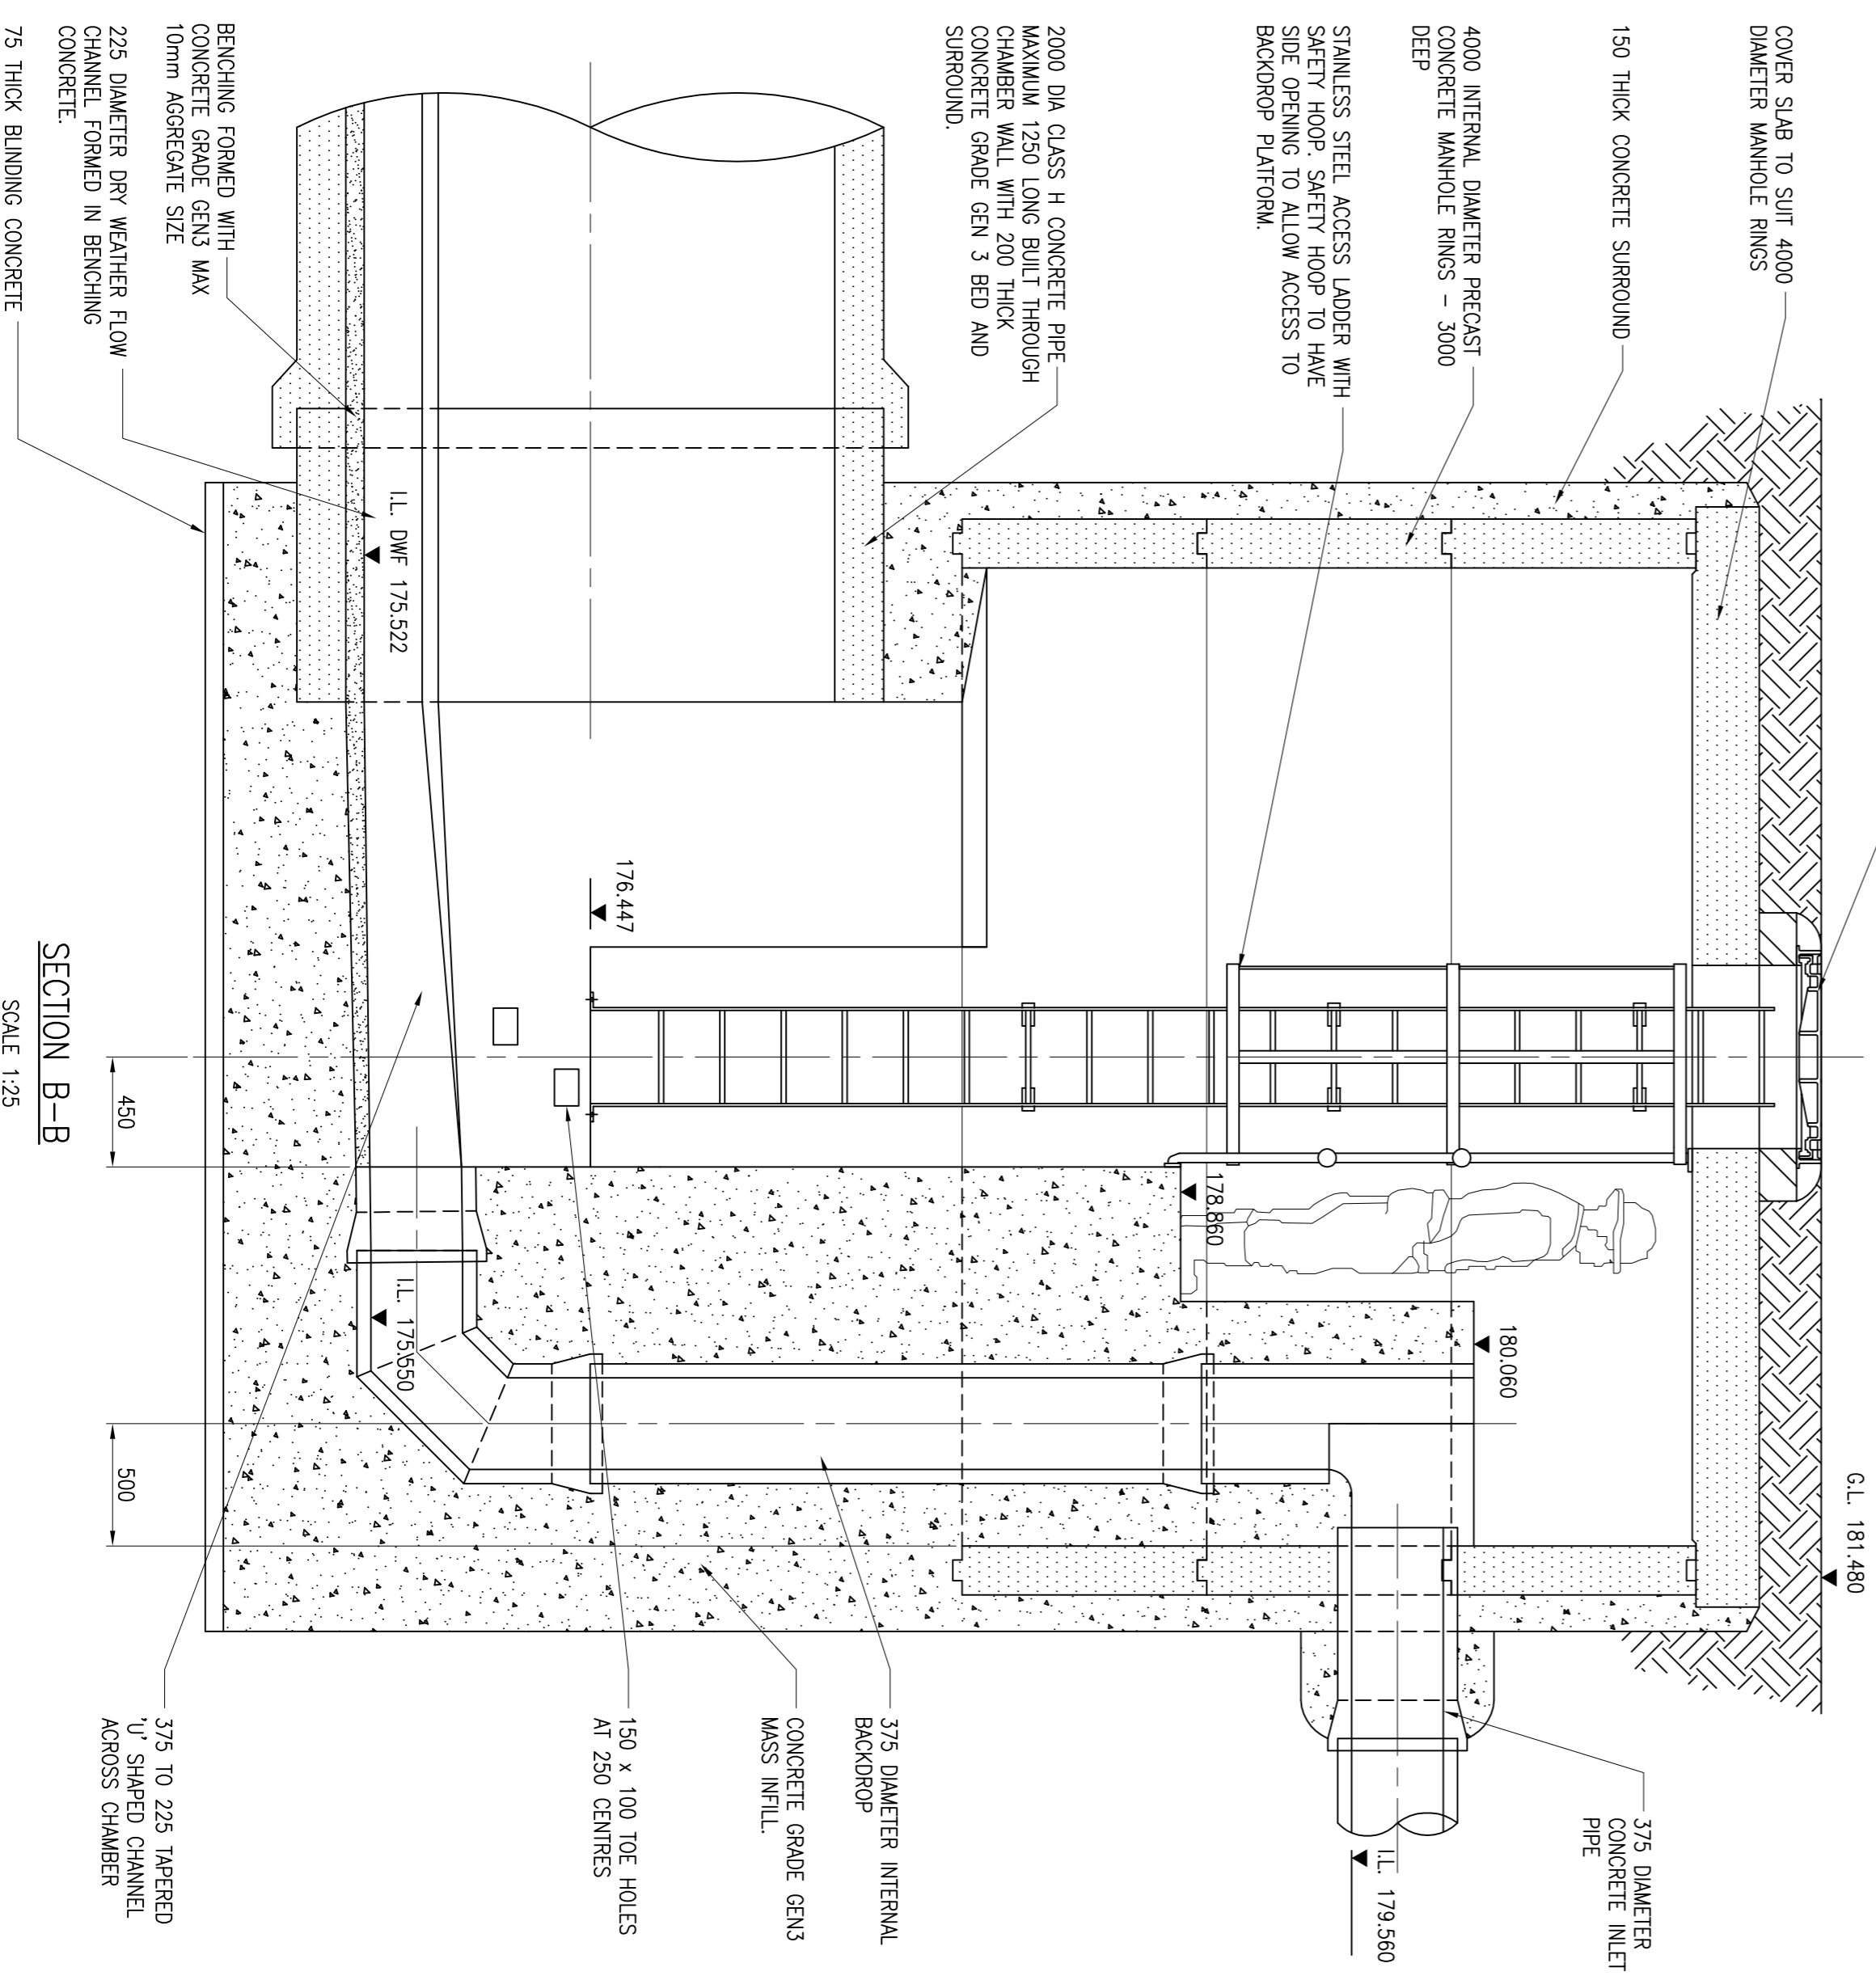 COVER SLAB TO SUIT 4000
DIAMETER MANHOLE RINGS
150 THICK CONCRETE SURROUND
4000 INTERNAL DIAMETER PRECAST
CONCRETE MANHOLE RINGS - 3000
DEEP
STAINLESS STEEL ACCESS LADDER WITH
SAFETY HOOP. SAFETY HOOP TO HAVE
SIDE OPENING TO ALLOW ACCESS TO
BACKDROP PLATFORM.
2000 DIA CLASS H CONCRETE PIPE
MAXIMUM 1250 LONG BUILT THROUGH
CHAMBER WALL WITH 200 THICK
CONCRETE GRADE GEN 3 BED AND
SURROUND.
BENCHING FORMED WITH
CONCRETE GRADE GEN3 MAX
10mm AGGREGATE SIZE
225 DIAMETER DRY WEATHER FLOW
CHANNEL FORMED IN BENCHING
CONCRETE.
75 THICK BLINDING CONCRETE
I.L. DWF 175.522
176.447
178.860
180.060
I.L. 175.550
G.L. 181.480
375 DIAMETER
CONCRETE INLET
PIPE
I.L. 179.560
375 DIAMETER INTERNAL
BACKDROP
CONCRETE GRADE GEN3
MASS INFILL.
150 x 100 TOE HOLES
AT 250 CENTRES
375 TO 225 TAPERED
'U' SHAPED CHANNEL
ACROSS CHAMBER
450
500
SECTION B-B
SCALE 1:25